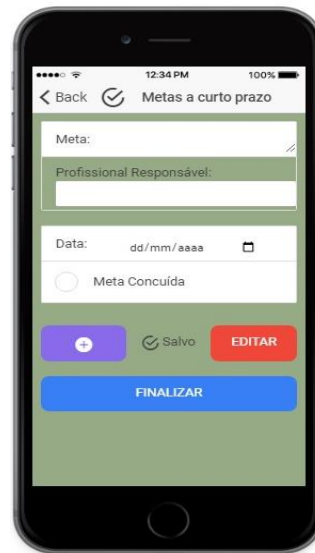 12:34 PM 100%
Back Metas a curto prazo
Meta:
Profissional Responsável:
Data: dd/mm/aaaa
Meta Concuída
Salvo EDITAR
FINALIZAR